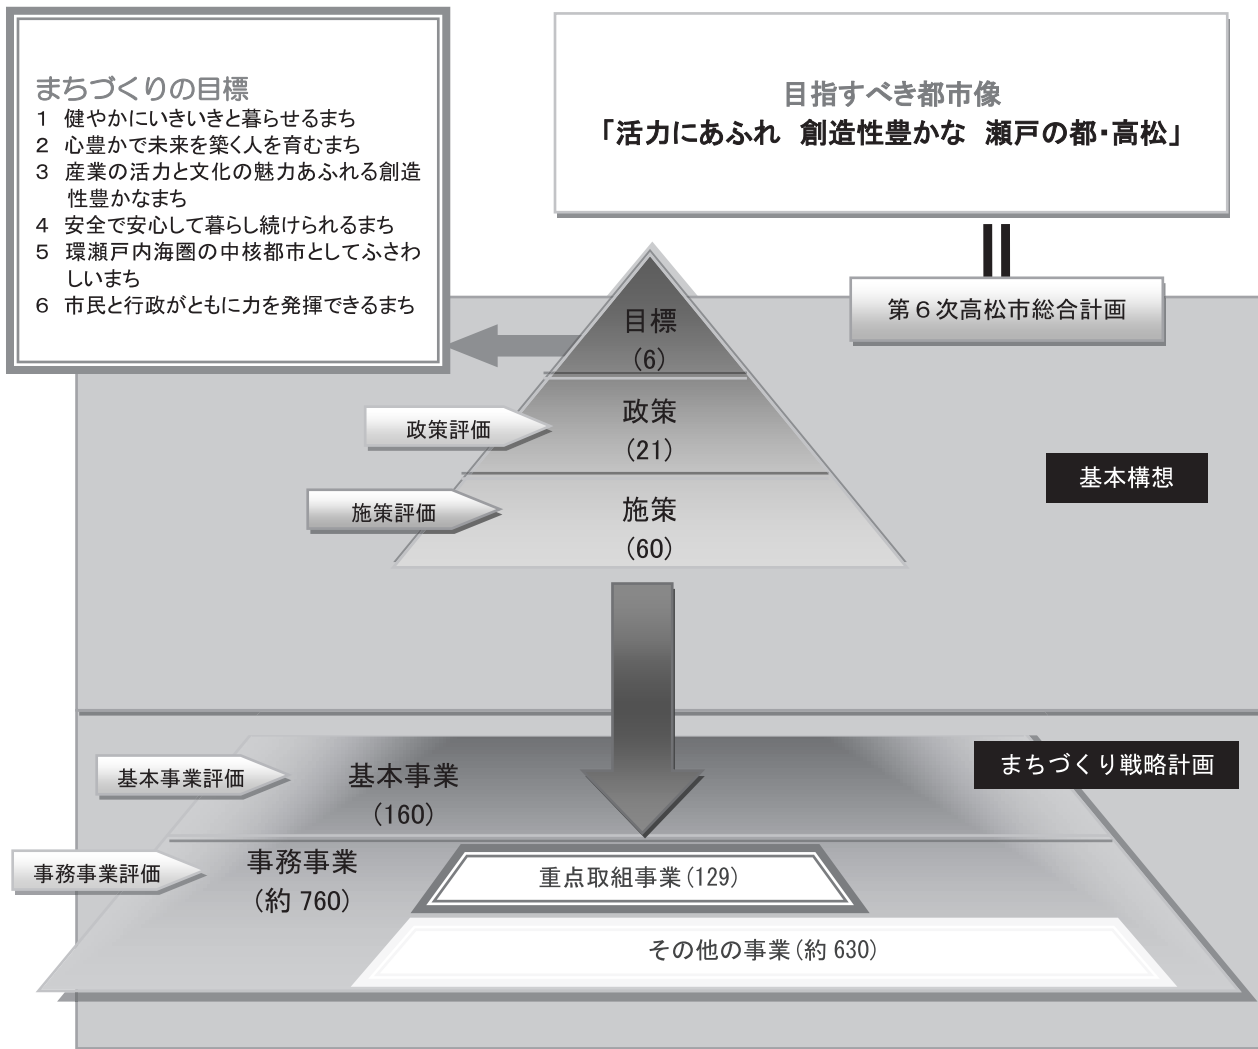 まちづくりの目標
1 健やかにいきいきと暮らせるまち
2 心豊かで未来を築く人を育むまち
3 産業の活力と文化の魅力あふれる創造
性豊かなまち
4 安全で安心して暮らし続けられるまち
5 環瀬戸内海圏の中核都市としてふさわ
しいまち
6 市民と行政がともに力を発揮できるまち
目指すべき都市像
「活力にあふれ 創造性豊かな 瀬戸の都・高松」
第6次高松市総合計画
目標
(6)
政策評価
政策
(21)
基本構想
施策評価
施策
(60)
まちづくり戦略計画
基本事業評価
基本事業
(160)
事務事業評価
事務事業
(約 760)
重点取組事業(129)
その他の事業(約 630)